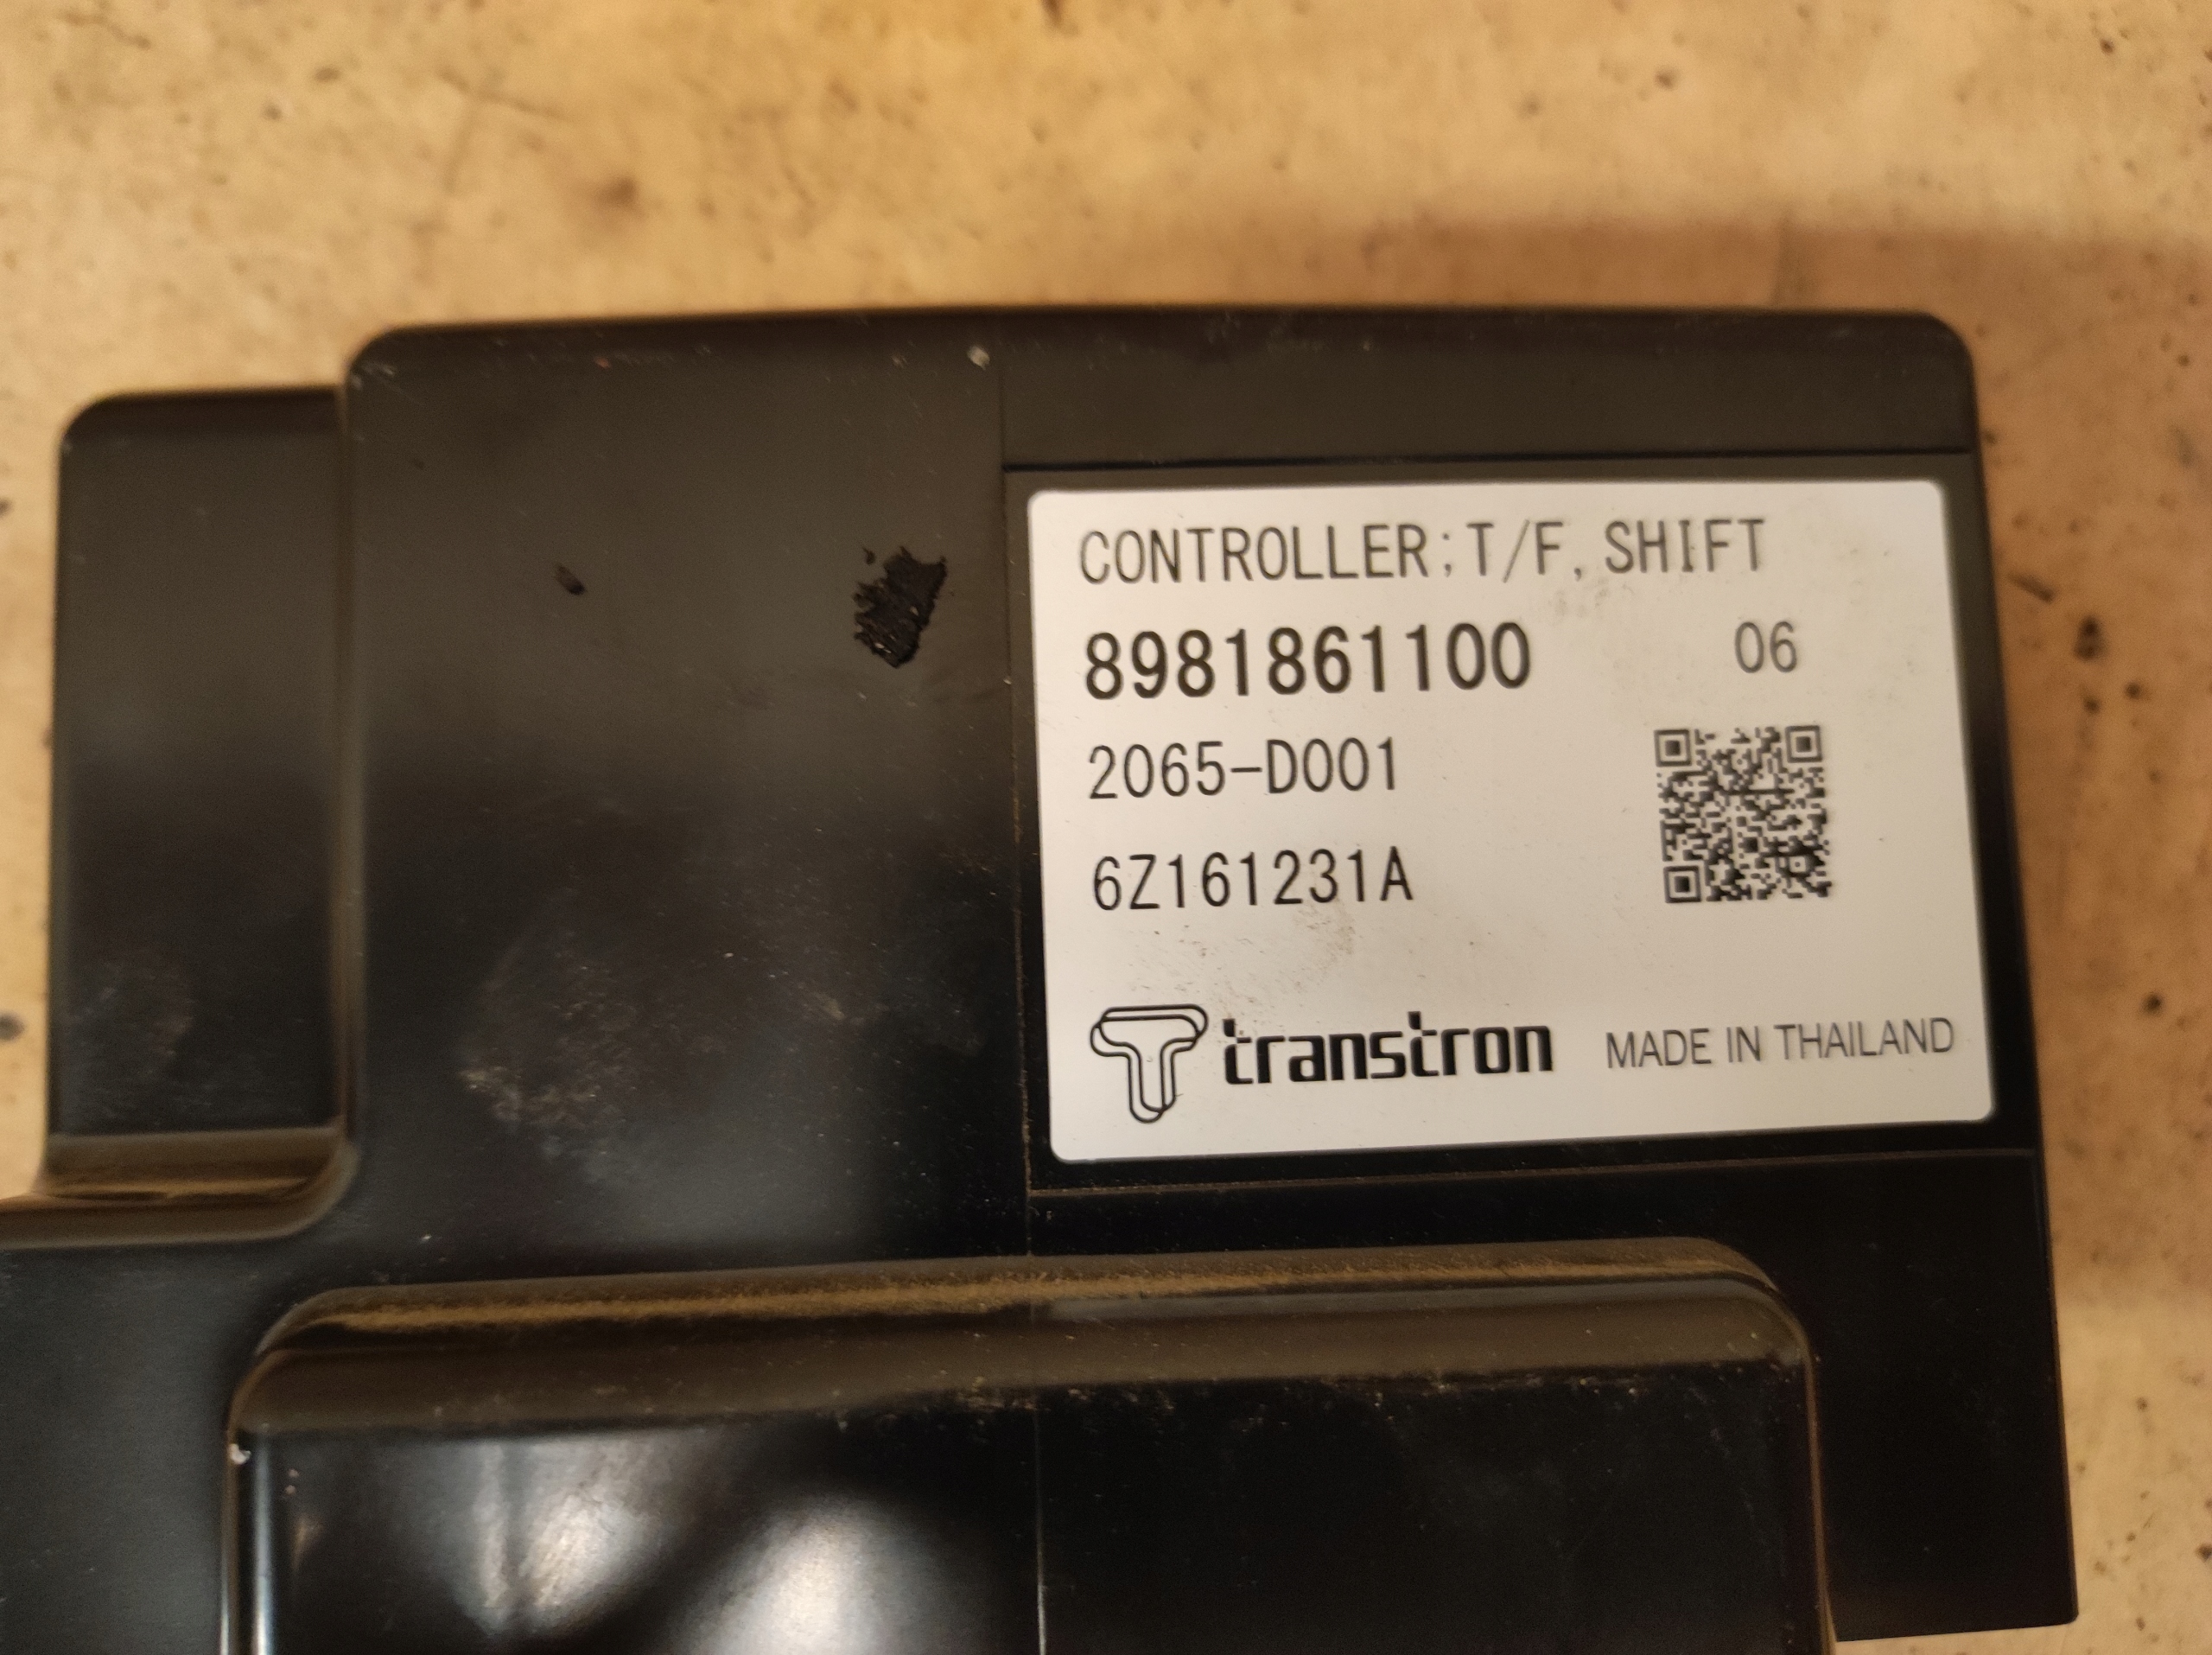 CONTROLLER;T/F, SHIFT
8981861100 06
2065-D001
6Z161231A
transtron MADE IN THAILAND